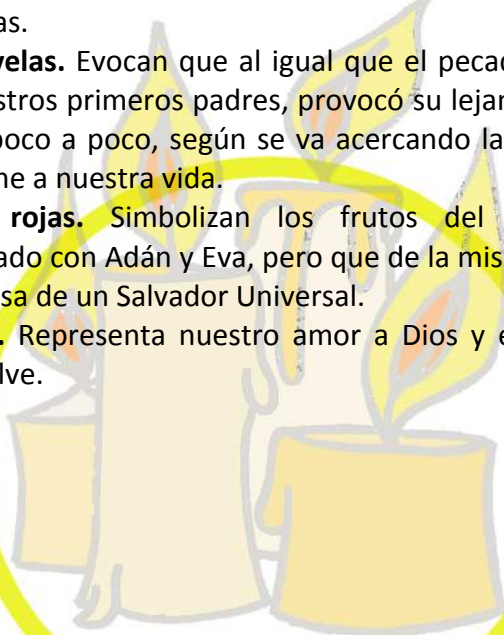 as.
velas. Evocan que al igual que el pecad
stros primeros padres, provocó su lejar
poco a poco, según se va acercando la
ne a nuestra vida.
rojas. Simbolizan los frutos del
ado con Adán y Eva, pero que de la mis
sa de un Salvador Universal.
. Representa nuestro amor a Dios y e
lve.